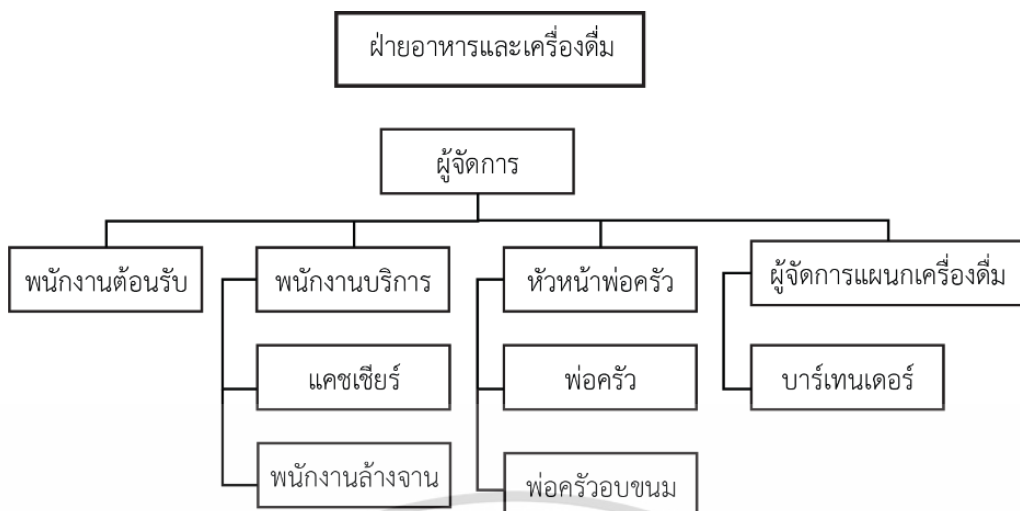 ฝ่ายอาหารและเครื่องดื่ม
ผู้จัดการ
พนักงานต้อนรับ
พนักงานบริการ
หัวหน้าพ่อครัว
ผู้จัดการแผนกเครื่องดื่ม
แคชเชียร์
พ่อครัว
บาร์เทนเดอร์
พนักงานล้างจาน
พ่อครัวอบขนม